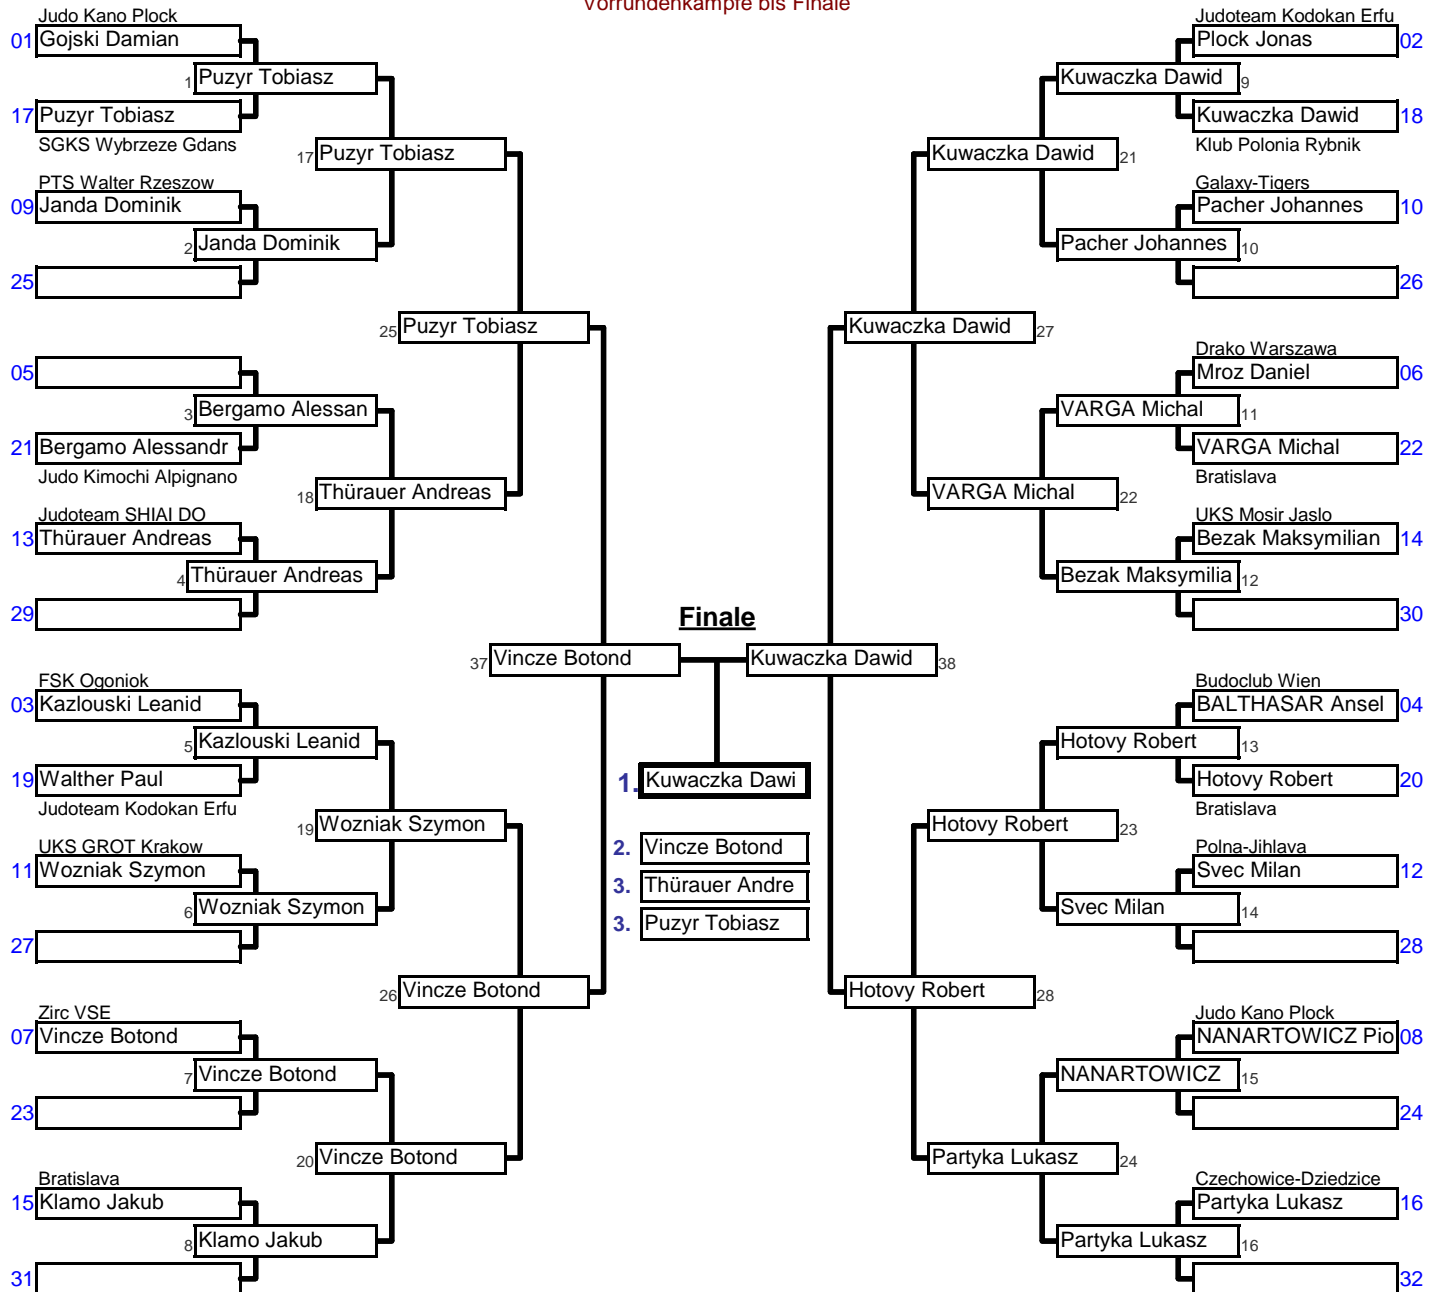 Vorrundenkämpfe bis Finale
Judo Kano Plock
01 Gojski Damian
1 Puzyr Tobiasz
17 Puzyr Tobiasz
SGKS Wybrzeze Gdans
17 Puzyr Tobiasz
PTS Walter Rzeszow
09 Janda Dominik
2 Janda Dominik
25
25 Puzyr Tobiasz
05
3 Bergamo Alessan
21 Bergamo Alessandr
Judo Kimochi Alpignano
18 Thürauer Andreas
Judoteam SHIAI DO
13 Thürauer Andreas
4 Thürauer Andreas
29
37 Vincze Botond
FSK Ogoniok
03 Kazlouski Leanid
5 Kazlouski Leanid
19 Walther Paul
Judoteam Kodokan Erfu
19 Wozniak Szymon
UKS GROT Krakow
11 Wozniak Szymon
6 Wozniak Szymon
27
26 Vincze Botond
Zirc VSE
07 Vincze Botond
7 Vincze Botond
23
20 Vincze Botond
Bratislava
15 Klamo Jakub
8 Klamo Jakub
31
Finale
1. Kuwaczka Dawi
2. Vincze Botond
3. Thürauer Andre
3. Puzyr Tobiasz
Judoteam Kodokan Erfu
Plock Jonas 02
Kuwaczka Dawid 9
Kuwaczka Dawid 18
Klub Polonia Rybnik
Kuwaczka Dawid 21
Galaxy-Tigers
Pacher Johannes 10
Pacher Johannes 10
26
Kuwaczka Dawid 27
Drako Warszawa
Mroz Daniel 06
VARGA Michal 11
VARGA Michal 22
Bratislava
VARGA Michal 22
UKS Mosir Jaslo
Bezak Maksymilian 14
Bezak Maksymilia 12
30
Kuwaczka Dawid 38
Budoclub Wien
BALTHASAR Ansel 04
Hotovy Robert 13
Hotovy Robert 20
Bratislava
Hotovy Robert 23
Polna-Jihlava
Svec Milan 12
Svec Milan 14
28
Hotovy Robert 28
Judo Kano Plock
NANARTOWICZ Pio 08
NANARTOWICZ 15
24
Partyka Lukasz 24
Czechowice-Dziedzice
Partyka Lukasz 16
Partyka Lukasz 16
32